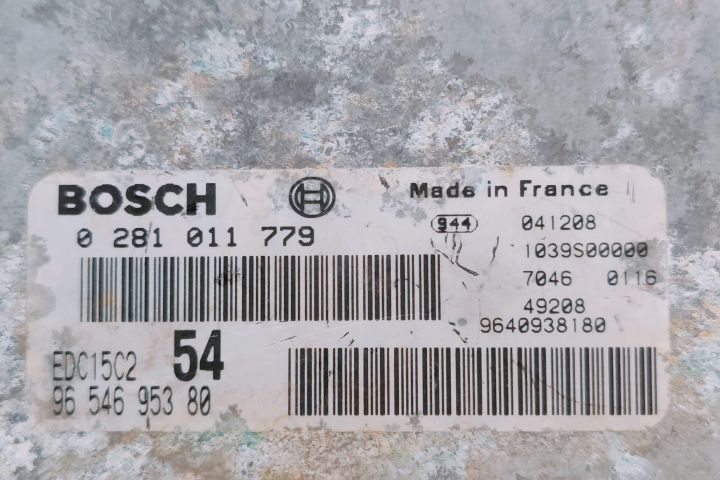 BOSCH Made in France
0 281 011 779
944 041208
1039S00000
7046 0116
49208
9640938180
EDC15C2 54
96 546 953 80